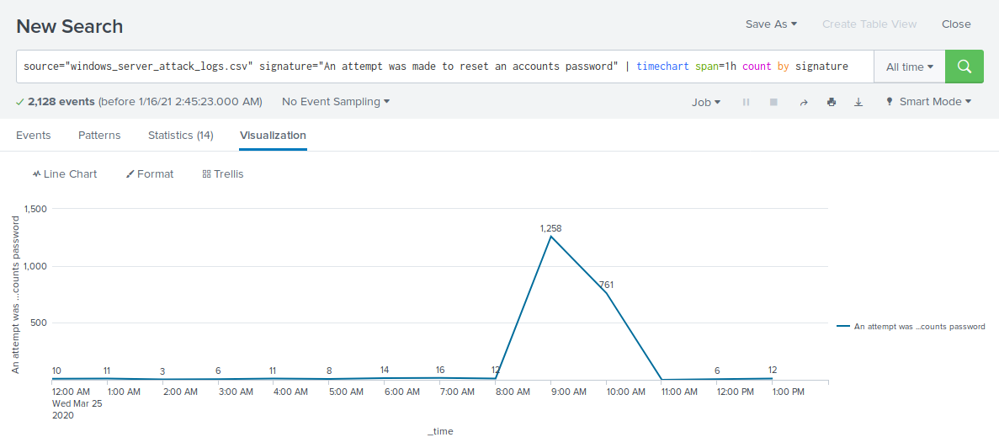 New Search
Save As
Create Table View
Close
source="windows_server_attack_logs.csv" signature="An attempt was made to reset an accounts password" | timechart span=1h count by signature
All time
2,128 events (before 1/16/21 2:45:23.000 AM)
No Event Sampling
Job
Smart Mode
Events
Patterns
Statistics (14)
Visualization
Line Chart
Format
Trellis
An attempt was ...counts password
1,500
1,000
500
10
11
3
6
11
8
14
16
12
1,258
761
6
12
12:00 AM
Wed Mar 25
2020
1:00 AM
2:00 AM
3:00 AM
4:00 AM
5:00 AM
6:00 AM
7:00 AM
8:00 AM
9:00 AM
10:00 AM
11:00 AM
12:00 PM
1:00 PM
_time
An attempt was ...counts password